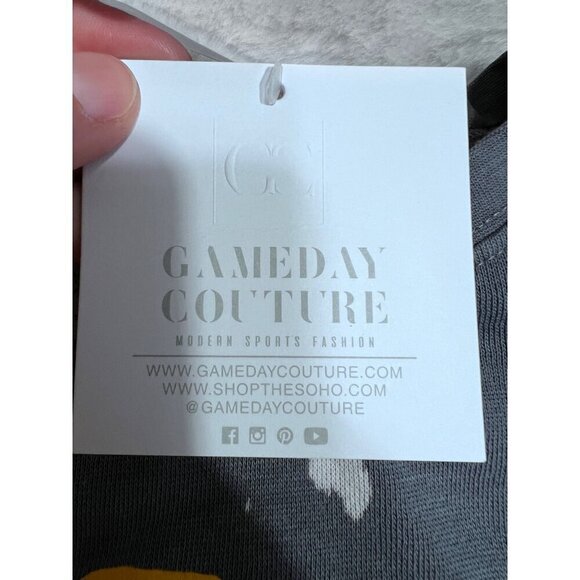 GC
GAMEDAY
COUTURE
MODERN SPORTS FASHION
WWW.GAMEDAYCOUTURE.COM
WWW.SHOPTHESOHO.COM
@GAMEDAYCOUTURE